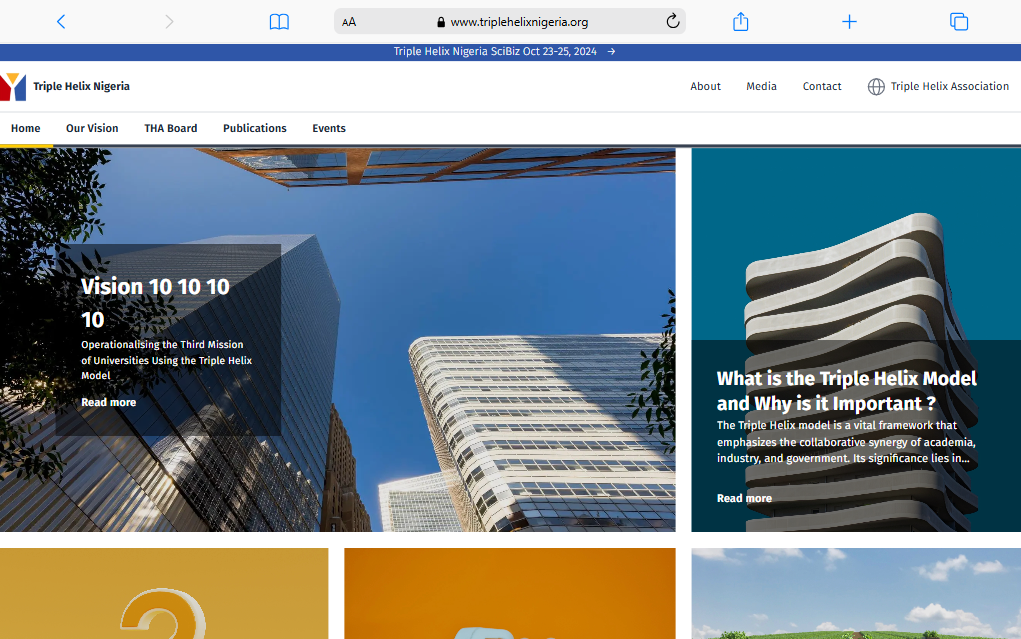 AA
www.triplehelixnigeria.org
Triple Helix Nigeria SciBiz Oct 23-25, 2024 →
Triple Helix Nigeria
About
Media
Contact
Triple Helix Association
Home
Our Vision
THA Board
Publications
Events
Vision 10 10 10
10
Operationalising the Third Mission
of Universities Using the Triple Helix
Model
Read more
What is the Triple Helix Model
and Why is it Important ?
The Triple Helix model is a vital framework that
emphasizes the collaborative synergy of academia,
industry, and government. Its significance lies in...
Read more